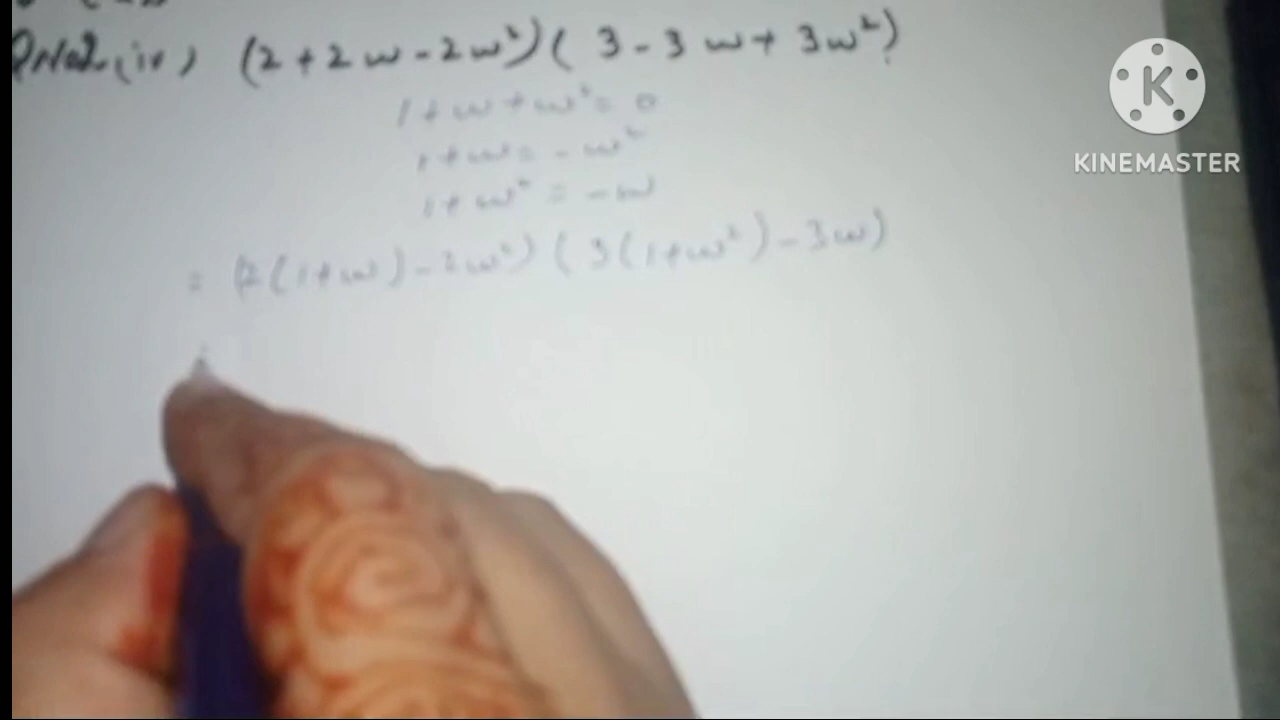 (iv) (2+2w-2w²)(3-3w+3w²)
1+w+w²=0
1+w=-w²
1+w²=-w
=(2(1+w)-2w²)(3(1+w²)-3w)
KINEMASTER